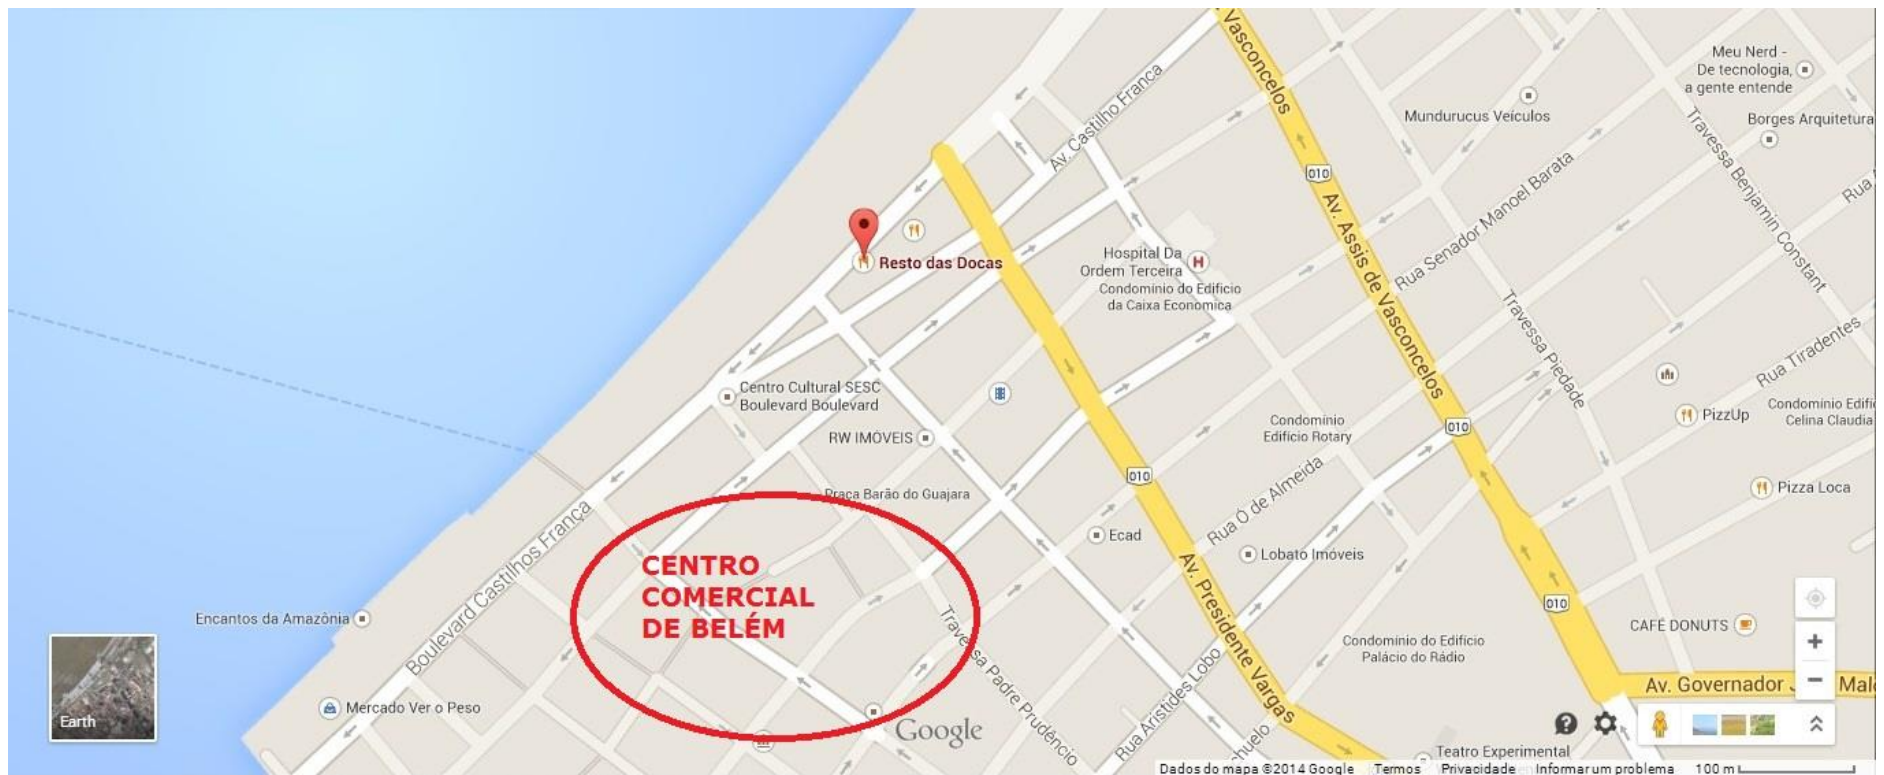 Vasconcelos
Meu Nerd -
De tecnologia,
a gente entende
Av. Castilho Franca
Mundurucus Veículos
Borges Arquitetura
010
Travessa Benjamin Constant
Rua Senador Manoel Barata
Rua
Av. Assis de Vasconcelos
Resto das Docas
Hospital Da
Ordem Terceira
H
Condominio do Edificio
da Caixa Economica
Travessa Piedade
Rua Tiradentes
Centro Cultural SESC
Boulevard Boulevard
RW IMÓVEIS
Condomínio
Edifício Rotary
PizzUp
Condomínio Edifi
Celina Claudia
010
010
Praça Barão do Guajara
Pizza Loca
Boulevard Castilhos França
Rua Ó de Almeida
Ecad
Lobato Imóveis
CENTRO
COMERCIAL
DE BELÉM
Av. Presidente Vargas
010
Encantos da Amazônia
Travessa Padre Prudêncio
CAFÉ DONUTS
Condomínio do Edifício
Palácio do Rádio
Rua Aristides Lobo
Av. Governador J
Mal
Mercado Ver o Peso
Earth
Google
huelo
Teatro Experimental
Dados do mapa ©2014 Google Termos Privacidade Informar um problema 100 m